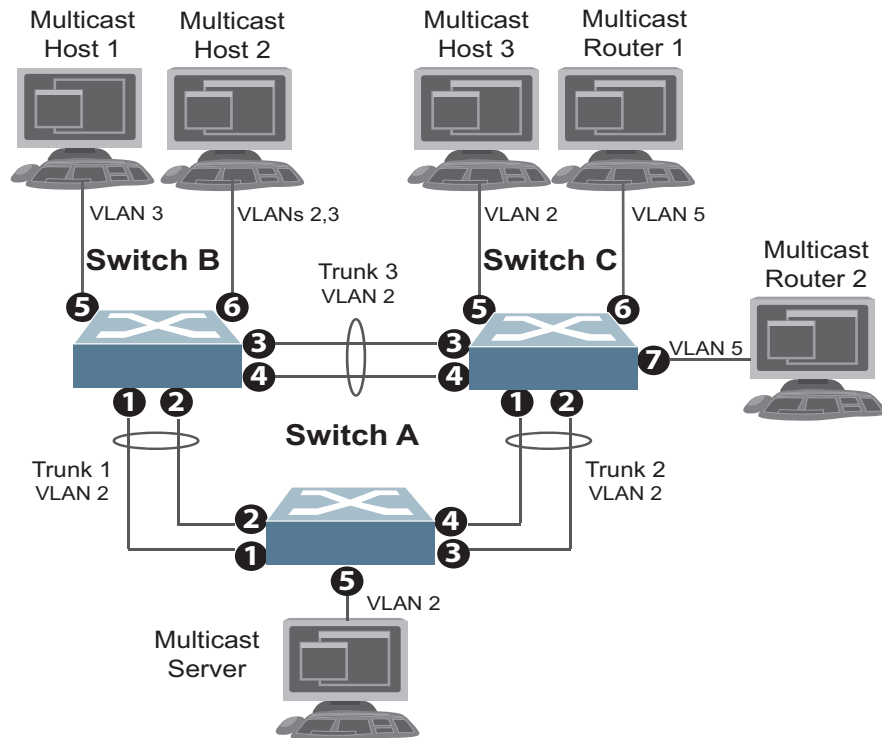 Multicast
Host 1
Multicast
Host 2
Multicast
Host 3
Multicast
Router 1
VLAN 3
VLANs 2,3
VLAN 2
VLAN 5
Switch B
Trunk 3
VLAN 2
Switch C
Multicast
Router 2
5
6
5
6
3
3
7
VLAN 5
4
4
1
2
1
2
Switch A
Trunk 1
VLAN 2
Trunk 2
VLAN 2
2
4
1
3
5
VLAN 2
Multicast
Server